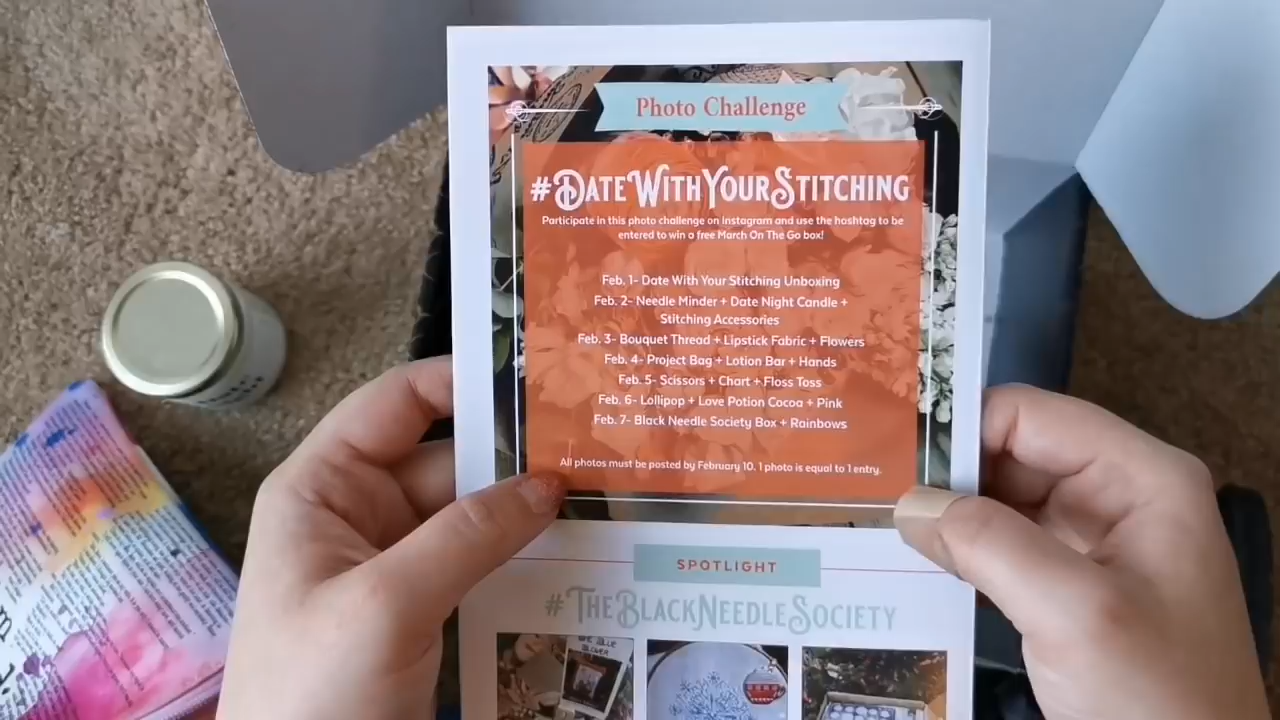 Photo Challenge
#DATEWITHYOURSTITCHING
Participate in this photo challenge on Instagram and use the hashtag to be
entered to win a free March On The Go box!
Feb. 1- Date With Your Stitching Unboxing
Feb. 2- Needle Minder + Date Night Candle +
Stitching Accessories
Feb. 3- Bouquet Thread + Lipstick Fabric + Flowers
Feb. 4- Project Bag + Lotion Bar + Hands
Feb. 5- Scissors + Chart + Floss Toss
Feb. 6- Lollipop + Love Potion Cocoa + Pink
Feb. 7- Black Needle Society Box + Rainbows
All photos must be posted by February 10. 1 photo is equal to 1 entry.
SPOTLIGHT
#THEBLACKNEEDLESOCIETY